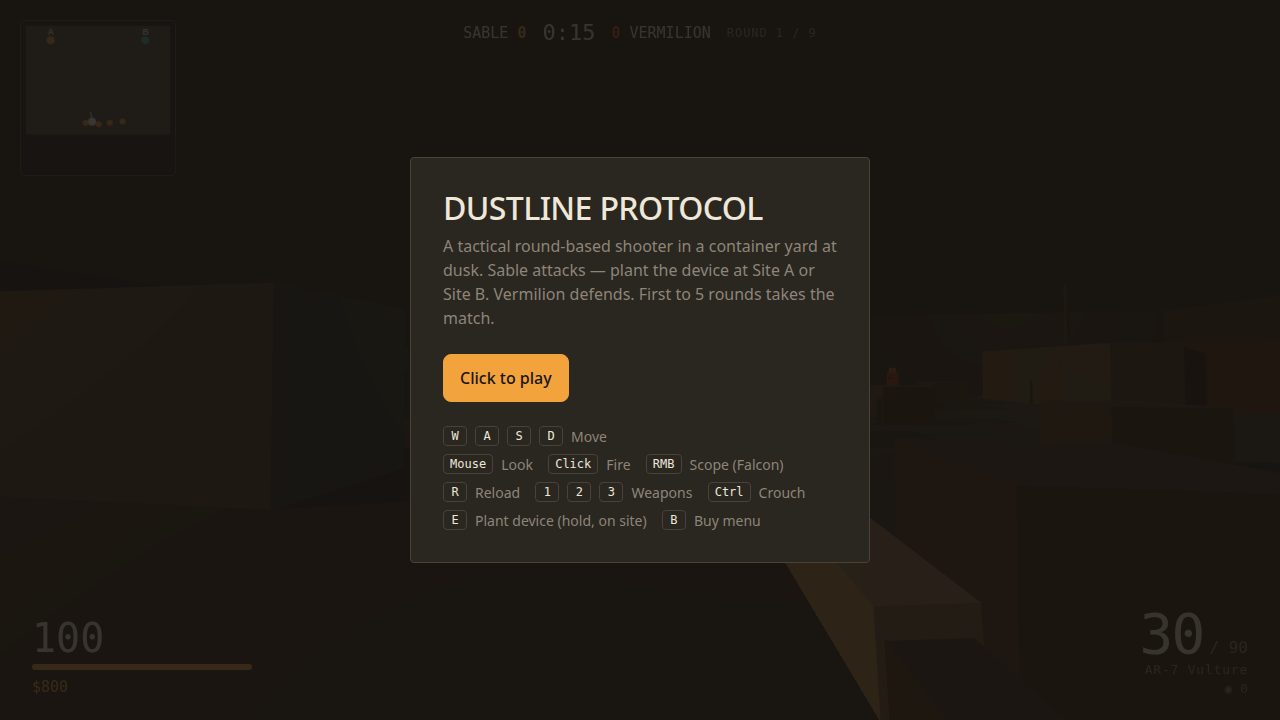 A B
SABLE 0 0:15 0 VERMILION ROUND 1 / 9
DUSTLINE PROTOCOL
A tactical round-based shooter in a container yard at
dusk. Sable attacks — plant the device at Site A or
Site B. Vermilion defends. First to 5 rounds takes the
match.
Click to play
W A S D Move
Mouse Look Click Fire RMB Scope (Falcon)
R Reload 1 2 3 Weapons Ctrl Crouch
E Plant device (hold, on site) B Buy menu
100
$800
30 / 90
AR-7 Vulture
◉ 0